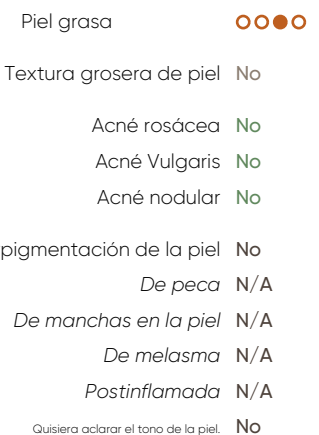 Piel grasa
Textura grosera de piel No
Acné rosácea No
Acné Vulgaris No
Acné nodular No
pigmentación de la piel No
De peca N/A
De manchas en la piel N/A
De melasma N/A
Postinflamada N/A
Quisiera aclarar el tono de la piel. No